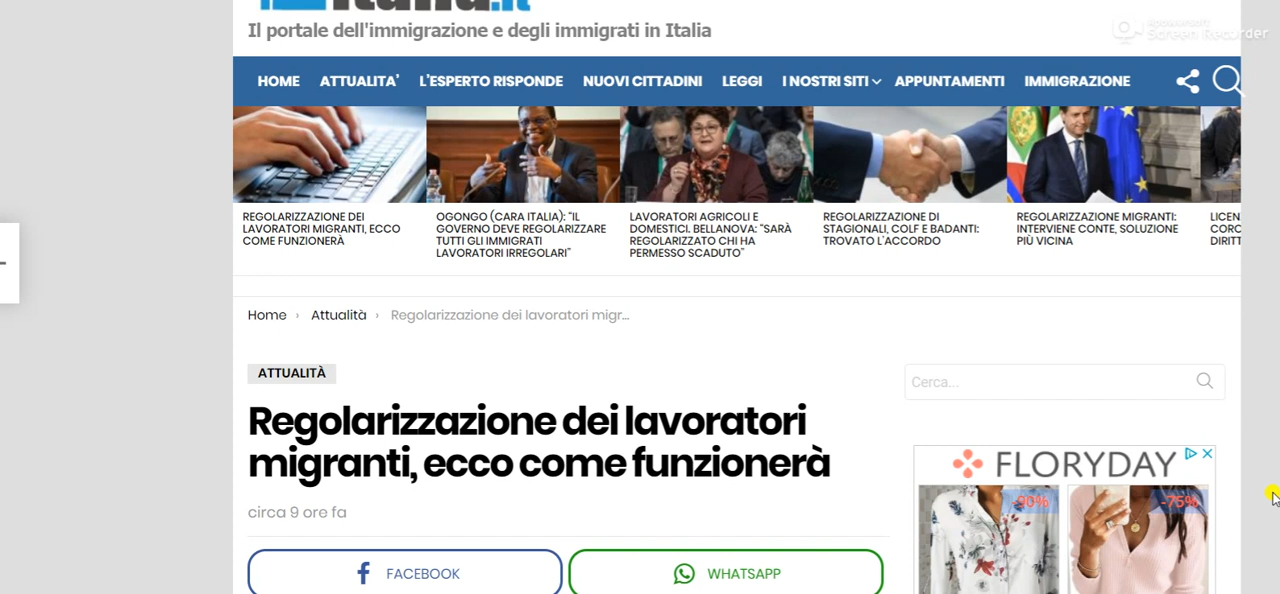 Il portale dell'immigrazione e degli immigrati in Italia
Apowersoft
Screen Recorder
HOME ATTUALITA' L'ESPERTO RISPONDE NUOVI CITTADINI LEGGI I NOSTRI SITI APPUNTAMENTI IMMIGRAZIONE
REGOLARIZZAZIONE DEI
LAVORATORI MIGRANTI, ECCO
COME FUNZIONERÀ
OGONGO (CARA ITALIA): "IL
GOVERNO DEVE REGOLARIZZARE
TUTTI GLI IMMIGRATI
LAVORATORI IRREGOLARI"
LAVORATORI AGRICOLI E
DOMESTICI. BELLANOVA: "SARÀ
REGOLARIZZATO CHI HA
PERMESSO SCADUTO"
REGOLARIZZAZIONE DI
STAGIONALI, COLF E BADANTI:
TROVATO L'ACCORDO
REGOLARIZZAZIONE MIGRANTI:
INTERVIENE CONTE, SOLUZIONE
PIÙ VICINA
Home › Attualità › Regolarizzazione dei lavoratori migr...
ATTUALITÀ
Regolarizzazione dei lavoratori
migranti, ecco come funzionerà
circa 9 ore fa
FACEBOOK
WHATSAPP
Cerca...
FLORYDAY
-90%
-75%